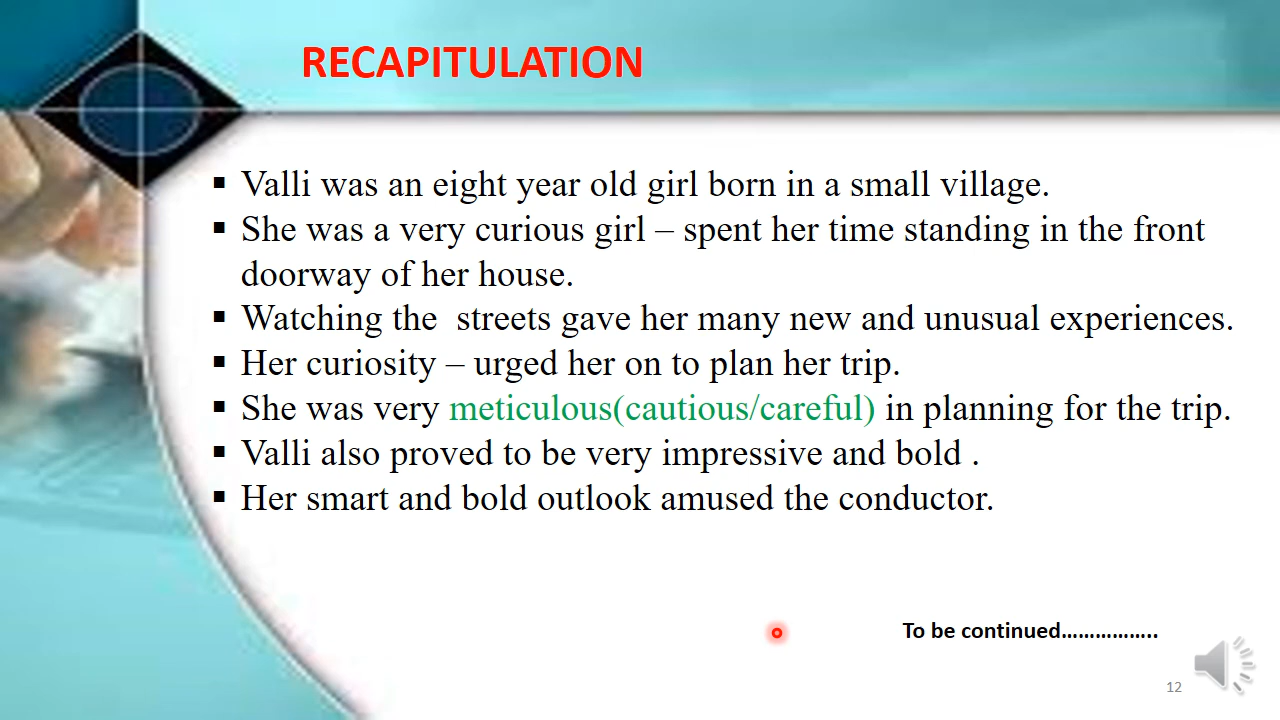 RECAPITULATION
▪ Valli was an eight year old girl born in a small village.
▪ She was a very curious girl – spent her time standing in the front
doorway of her house.
▪ Watching the  streets gave her many new and unusual experiences.
▪ Her curiosity – urged her on to plan her trip.
▪ She was very meticulous(cautious/careful) in planning for the trip.
▪ Valli also proved to be very impressive and bold .
▪ Her smart and bold outlook amused the conductor.
To be continued……………..
12